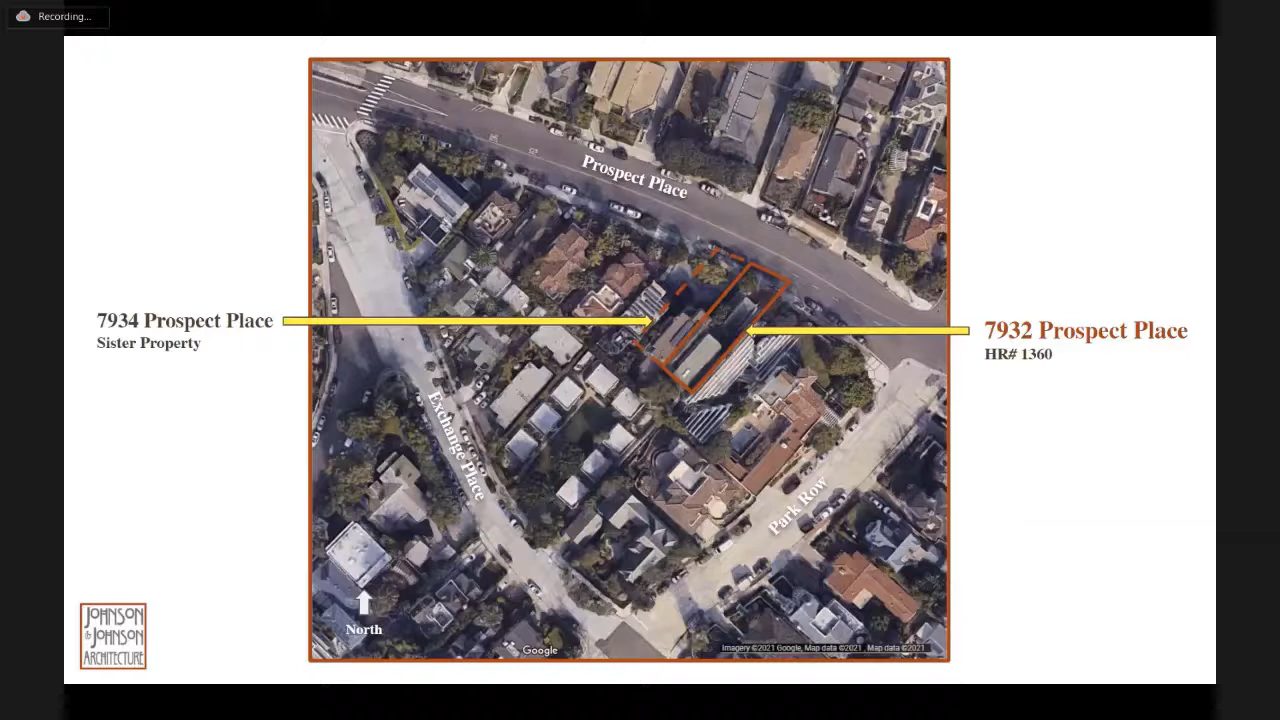 Recording...
Prospect Place
7934 Prospect Place
Sister Property
7932 Prospect Place
HR# 1360
Exchange Place
Park Row
North
JOHNSON
& JOHNSON
ARCHITECTURE
Google
Imagery ©2021 Google, Map data ©2021 , Map data ©2021